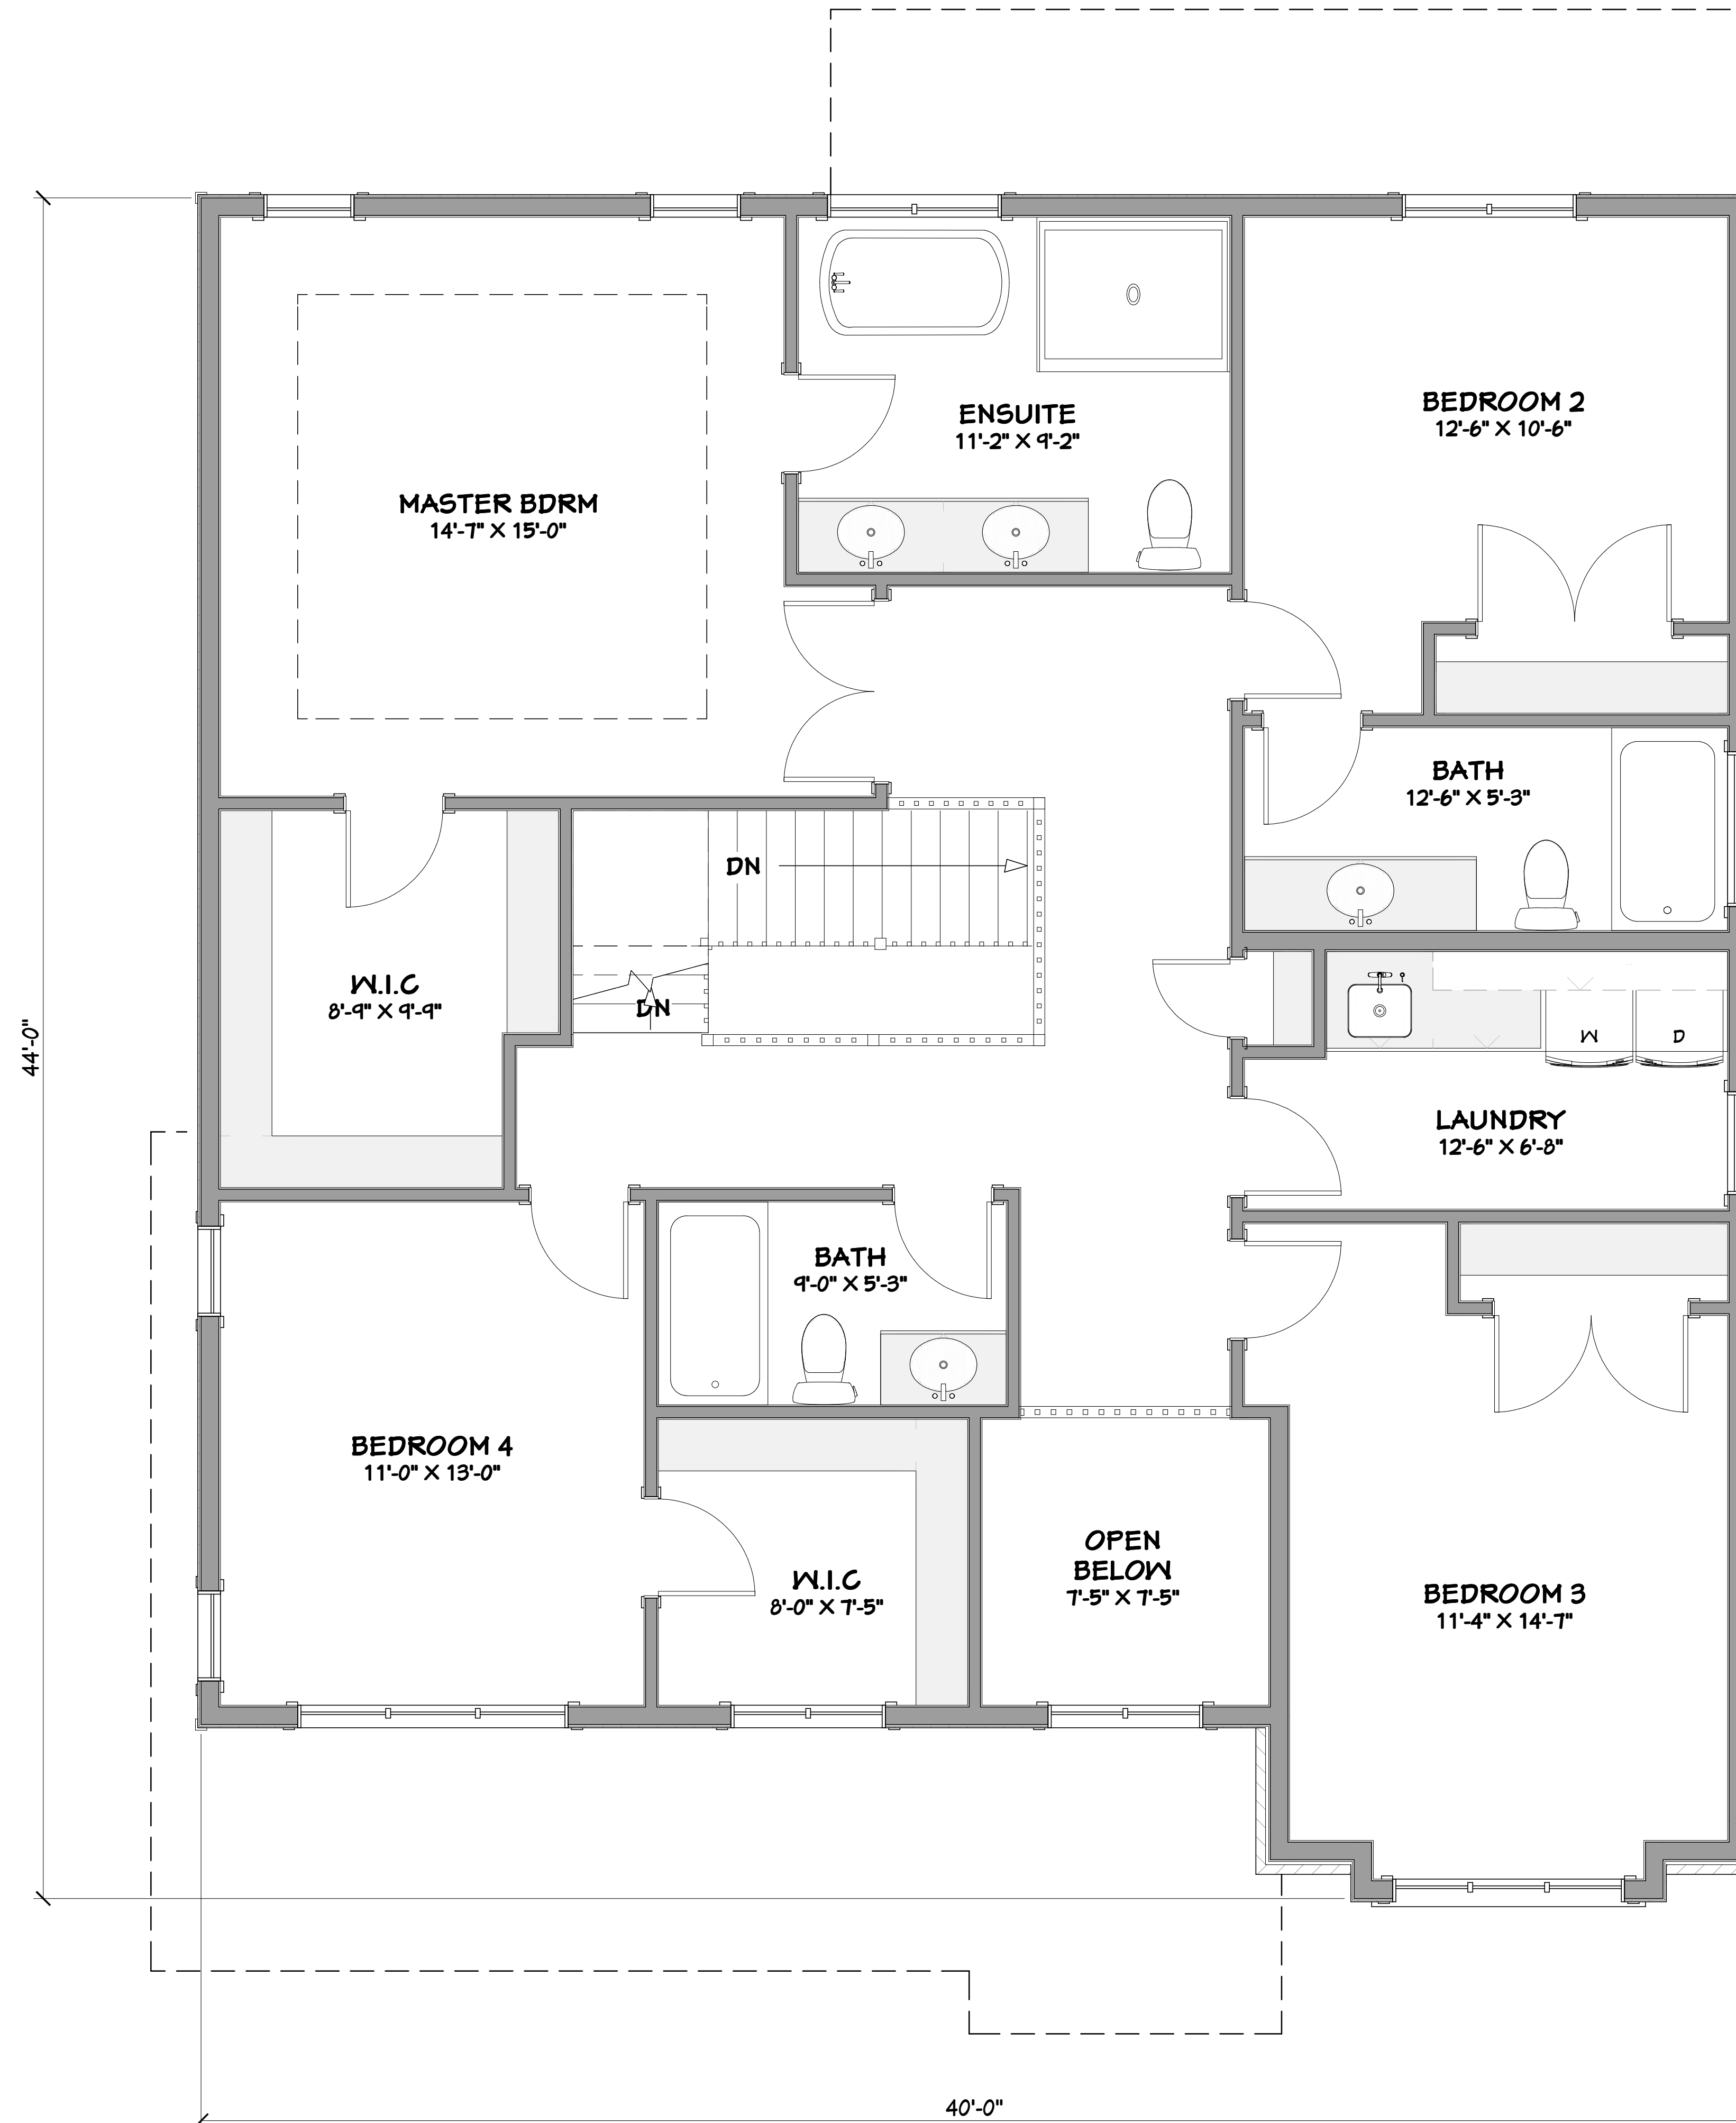 ENSUITE
11'-2" X 9'-2"
BEDROOM 2
12'-6" X 10'-6"
MASTER BDRM
14'-7" X 15'-0"
BATH
12'-6" X 5'-3"
DN
W.I.C
8'-9" X 9'-9"
DN
W
D
44'-0"
LAUNDRY
12'-6" X 6'-8"
BATH
9'-0" X 5'-3"
BEDROOM 4
11'-0" X 13'-0"
OPEN
BELOW
7'-5" X 7'-5"
W.I.C
8'-0" X 7'-5"
BEDROOM 3
11'-4" X 14'-7"
40'-0"